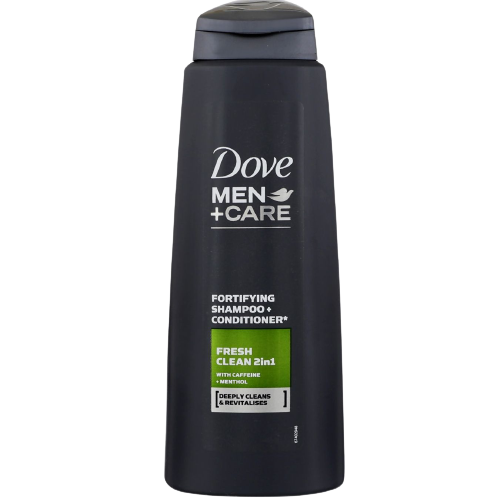 Dove
MEN
+CARE
FORTIFYING
SHAMPOO +
CONDITIONER*
FRESH
CLEAN 2in1
WITH CAFFEINE
+ MENTHOL
[DEEPLY CLEANS
& REVITALISES]